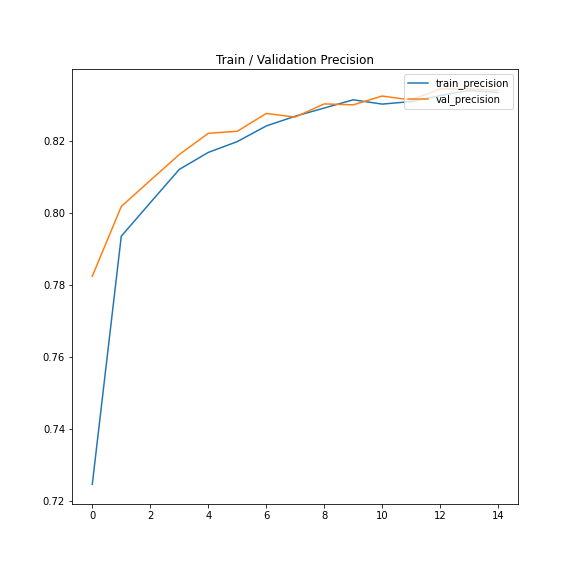 Train / Validation Precision
train_precision
val_precision
0.82
0.80
0.78
0.76
0.74
0.72
0 2 4 6 8 10 12 14